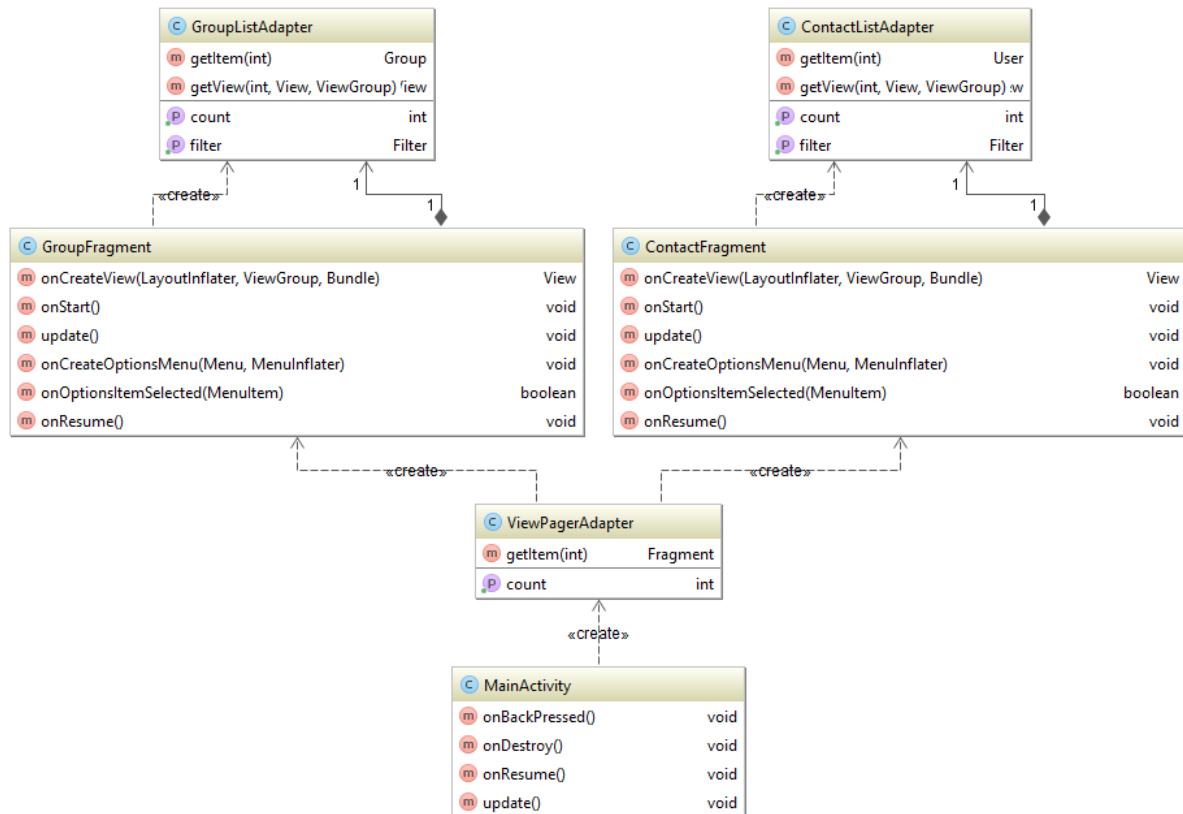 C GroupListAdapter
m getItem(int) Group
m getView(int, View, ViewGroup) 'iew
P count int
P filter Filter
C ContactListAdapter
m getItem(int) User
m getView(int, View, ViewGroup) :w
P count int
P filter Filter
«create»
1
1
«create»
1
1
C GroupFragment
m onCreateView(LayoutInflater, ViewGroup, Bundle) View
m onStart() void
m update() void
m onCreateOptionsMenu(Menu, MenuInflater) void
m onOptionsItemSelected(MenuItem) boolean
m onResume() void
C ContactFragment
m onCreateView(LayoutInflater, ViewGroup, Bundle) View
m onStart() void
m update() void
m onCreateOptionsMenu(Menu, MenuInflater) void
m onOptionsItemSelected(MenuItem) boolean
m onResume() void
«create»
«create»
C ViewPagerAdapter
m getItem(int) Fragment
P count int
«create»
C MainActivity
m onBackPressed() void
m onDestroy() void
m onResume() void
m update() void